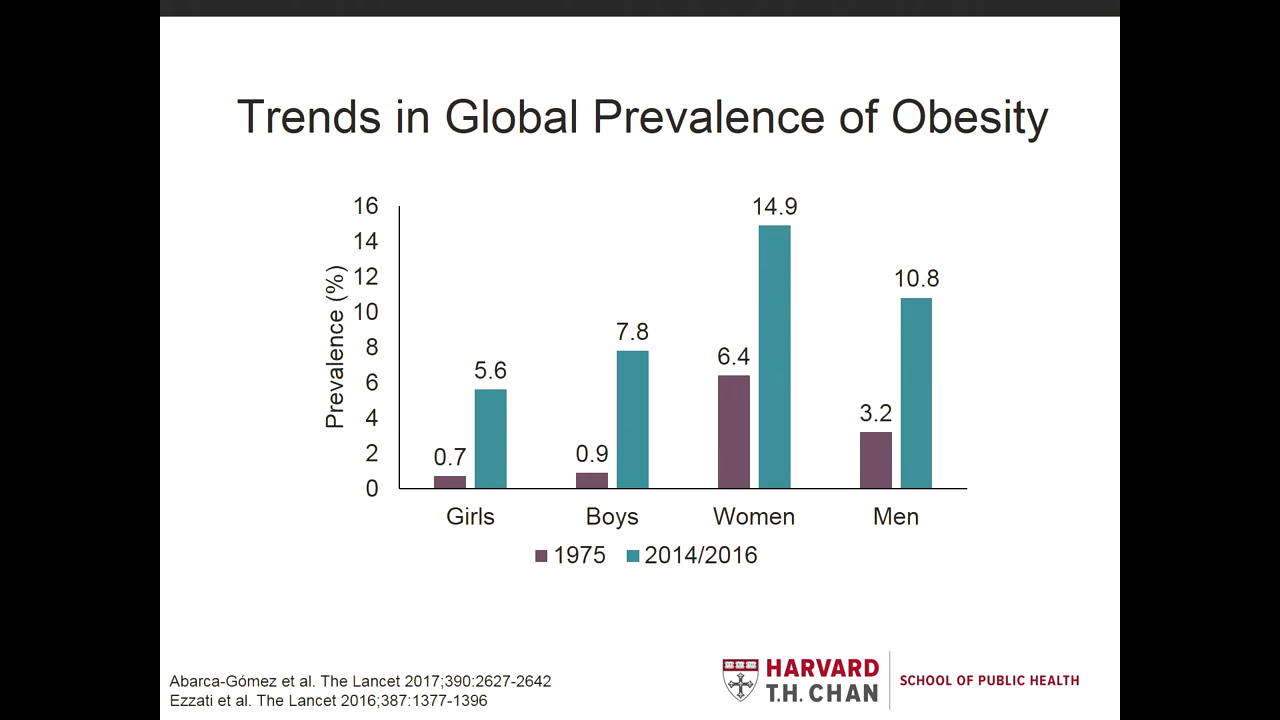 Trends in Global Prevalence of Obesity
Prevalence (%)
16
14
12
10
8
6
4
2
0
0.7
5.6
0.9
7.8
6.4
14.9
3.2
10.8
Girls
Boys
Women
Men
1975
2014/2016
Abarca-Gómez et al. The Lancet 2017;390:2627-2642
Ezzati et al. The Lancet 2016;387:1377-1396
HARVARD
T.H. CHAN
SCHOOL OF PUBLIC HEALTH